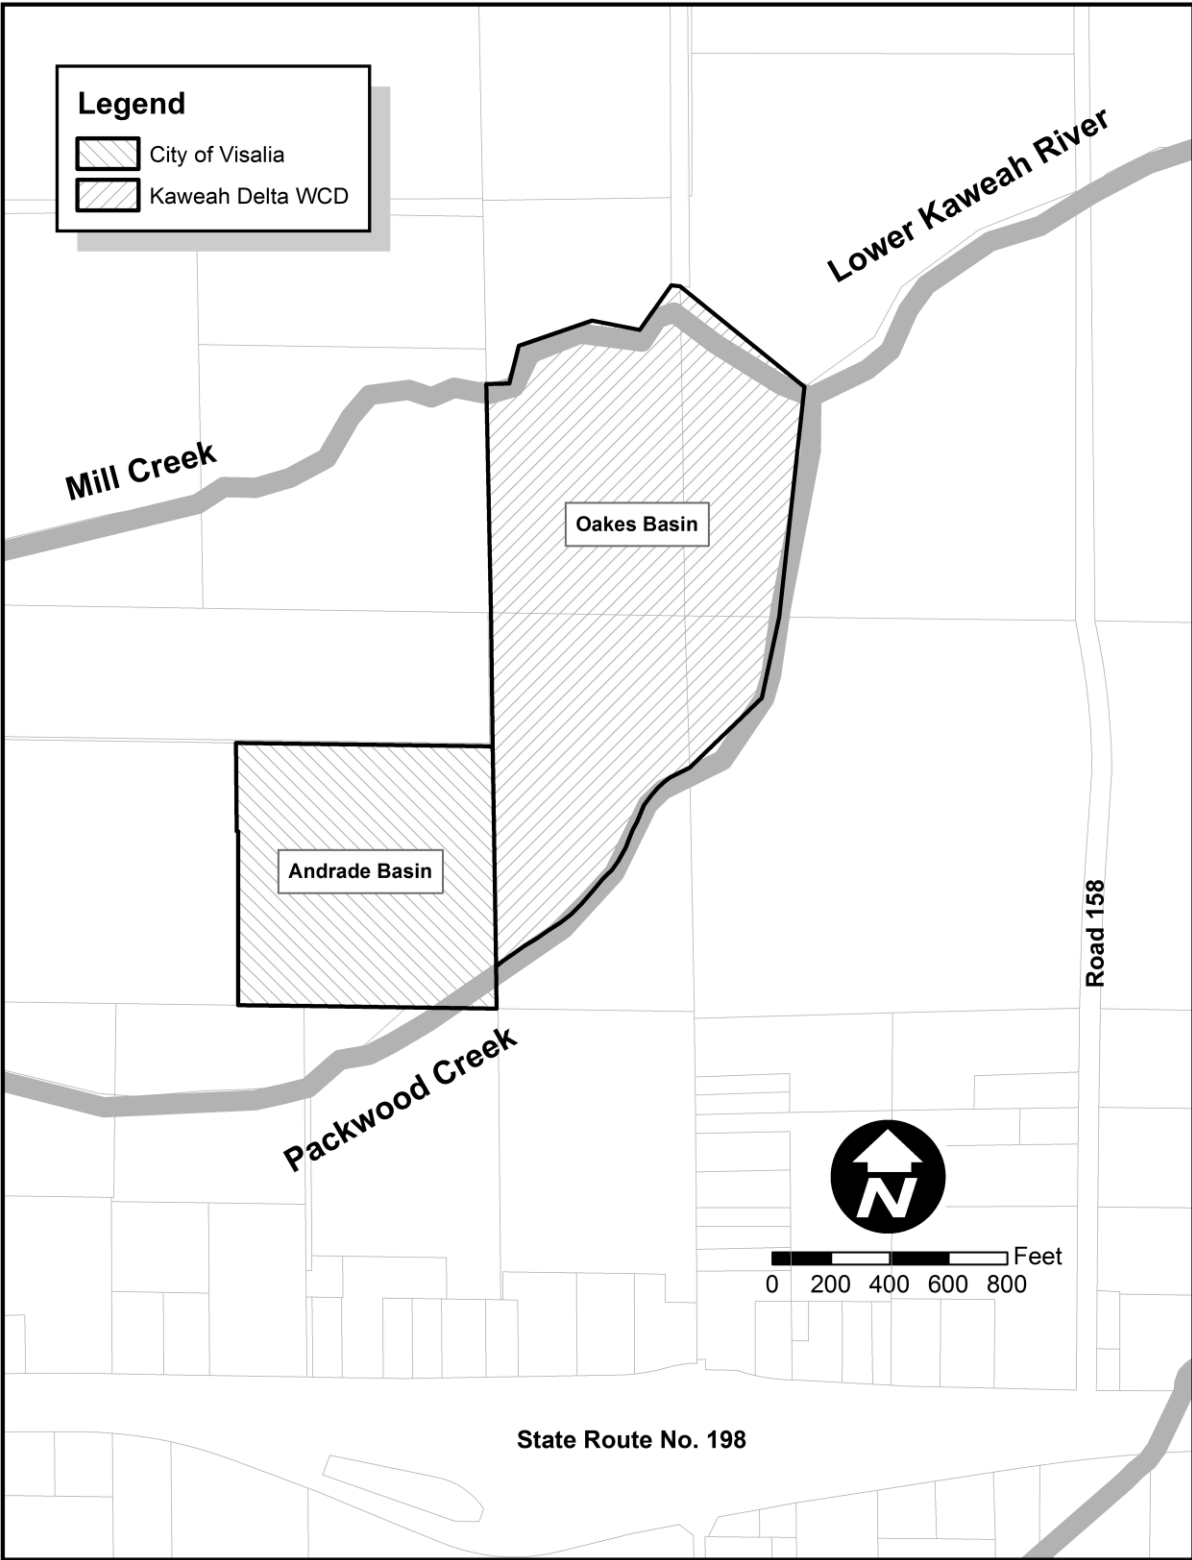 Legend
City of Visalia
Kaweah Delta WCD
Lower Kaweah River
Mill Creek
Oakes Basin
Andrade Basin
Road 158
Packwood Creek
N
Feet
0 200 400 600 800
State Route No. 198